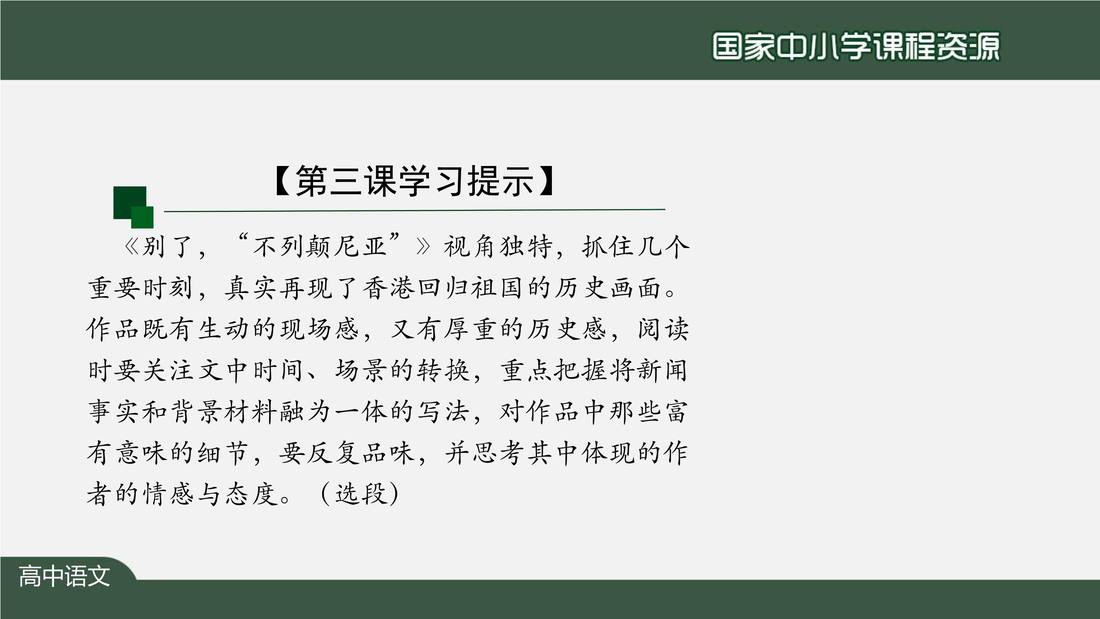 国家中小学课程资源
【第三课学习提示】
《别了，“不列颠尼亚”》视角独特，抓住几个
重要时刻，真实再现了香港回归祖国的历史画面。
作品既有生动的现场感，又有厚重的历史感，阅读
时要关注文中时间、场景的转换，重点把握将新闻
事实和背景材料融为一体的写法，对作品中那些富
有意味的细节，要反复品味，并思考其中体现的作
者的情感与态度。（选段）
高中语文